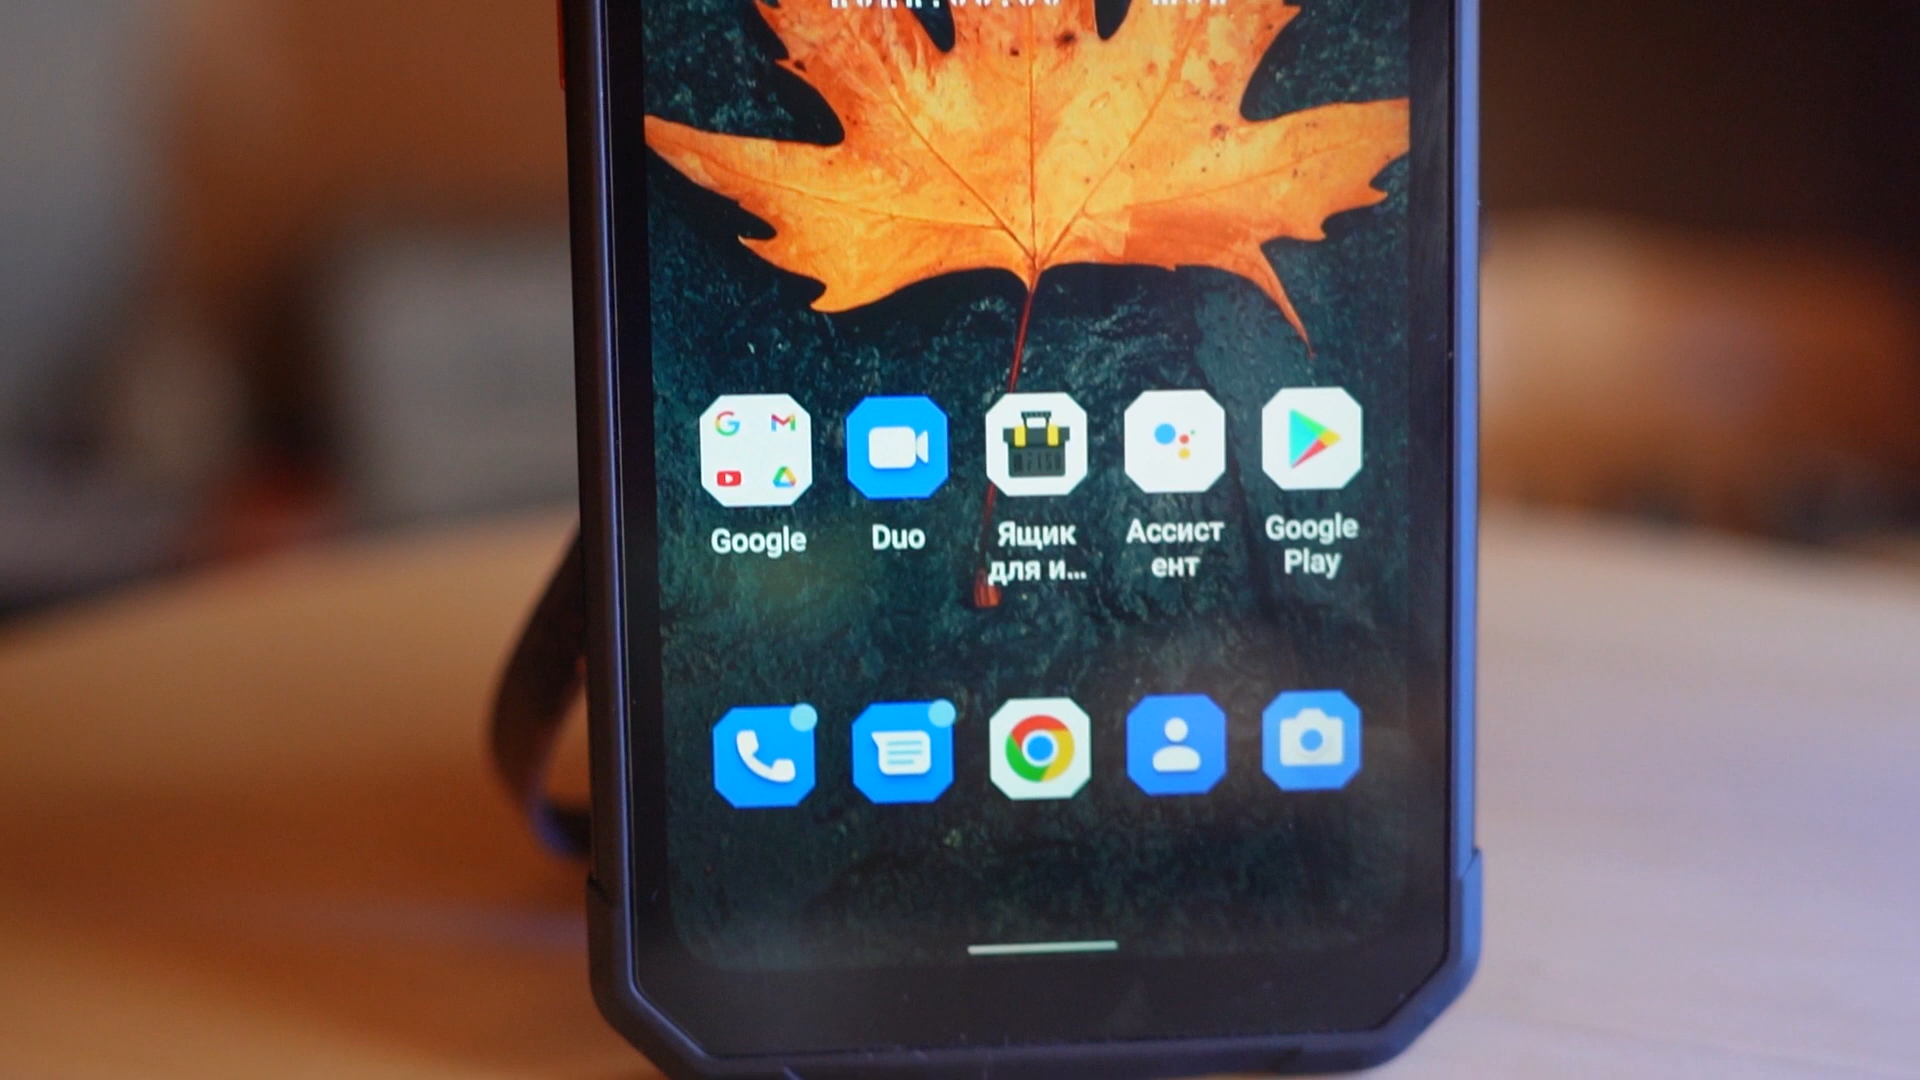 Google
Duo
Ящик
для и...
Ассист
ент
Google
Play